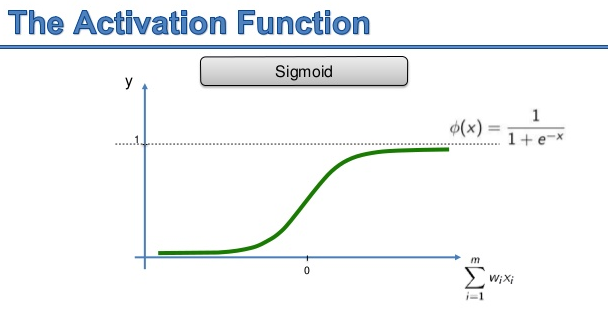 The Activation Function
Sigmoid
y
1
ϕ(x) = 1 / (1 + e^{-x})
0
m
∑ w_i x_i
i=1